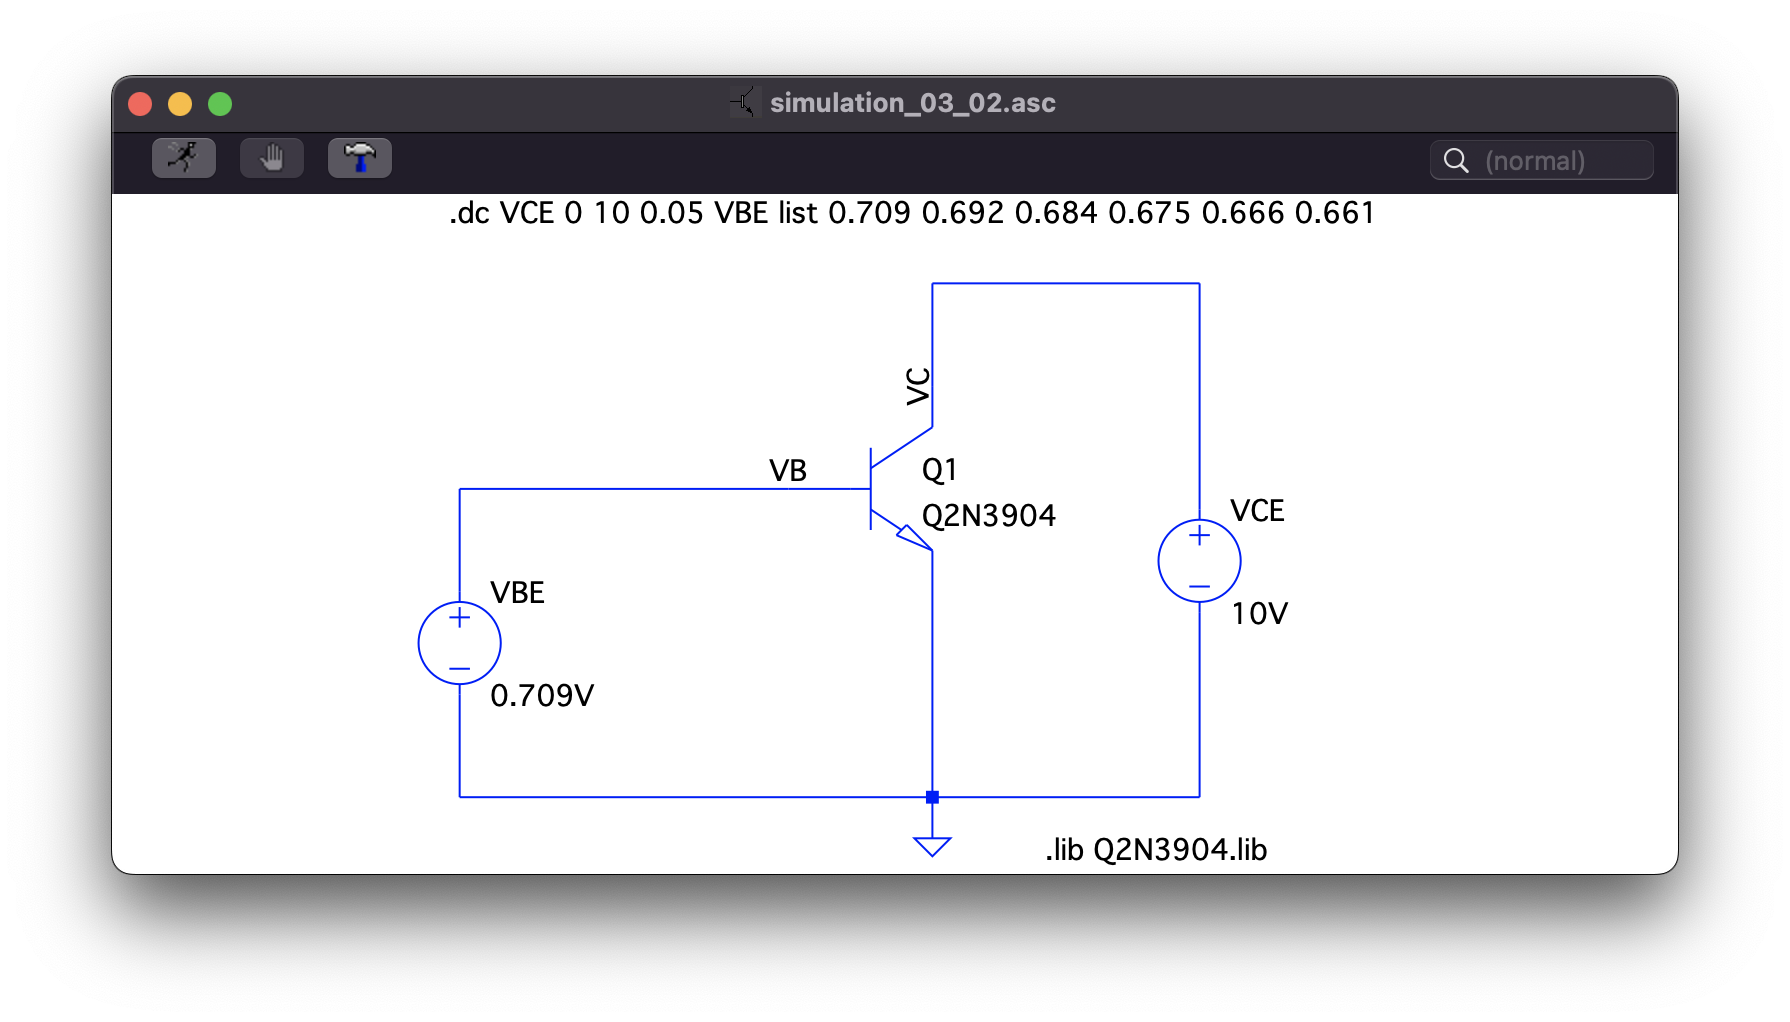 simulation_03_02.asc
(normal)
.dc VCE 0 10 0.05 VBE list 0.709 0.692 0.684 0.675 0.666 0.661
VC
VB
Q1
Q2N3904
VCE
10V
VBE
0.709V
.lib Q2N3904.lib